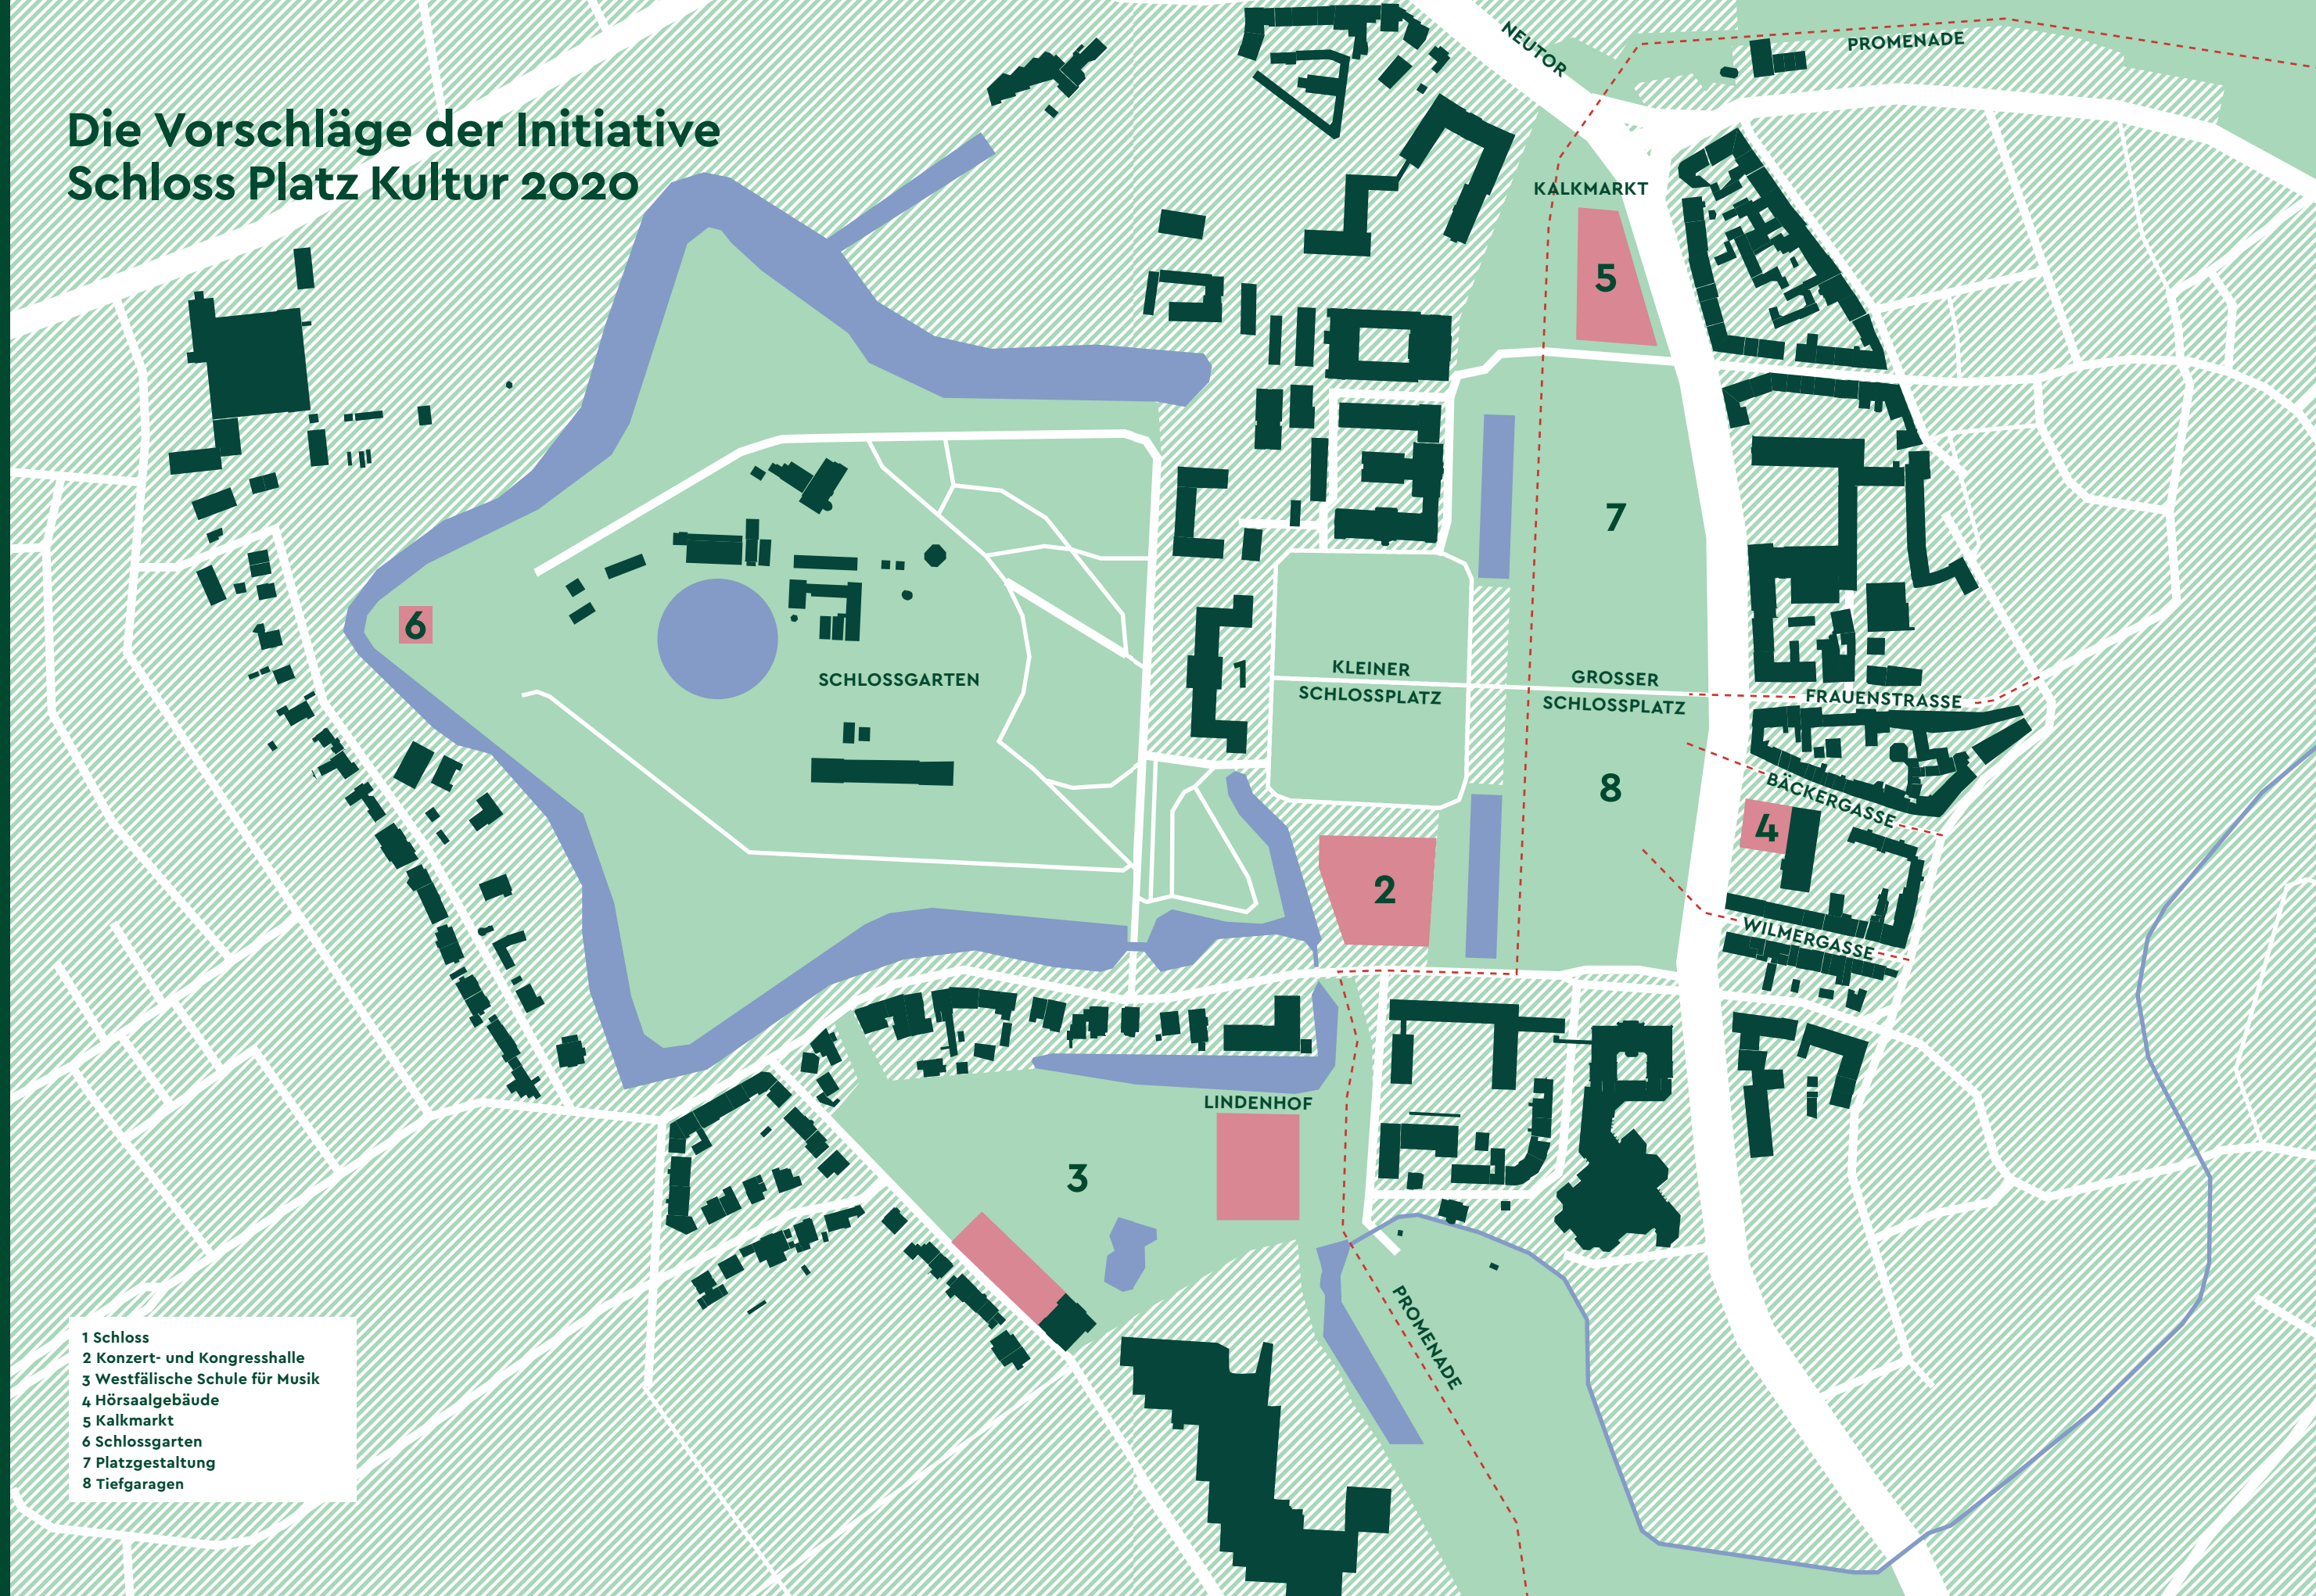 Die Vorschläge der Initiative
Schloss Platz Kultur 2020
NEUTOR
PROMENADE
KALKMARKT
5
7
6
SCHLOSSGARTEN
1
KLEINER
SCHLOSSPLATZ
GROSSER
SCHLOSSPLATZ
FRAUENSTRASSE
8
BÄCKERGASSE
4
2
WILMERGASSE
LINDENHOF
3
PROMENADE
1 Schloss
2 Konzert- und Kongresshalle
3 Westfälische Schule für Musik
4 Hörsaalgebäude
5 Kalkmarkt
6 Schlossgarten
7 Platzgestaltung
8 Tiefgaragen